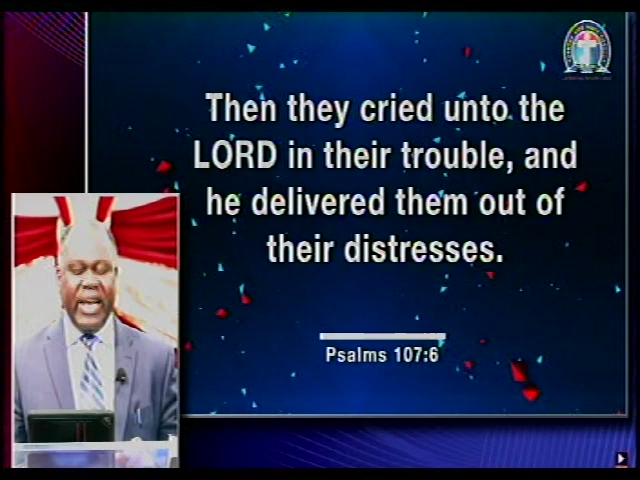 Then they cried unto the
LORD in their trouble, and
he delivered them out of
their distresses.
Psalms 107:6